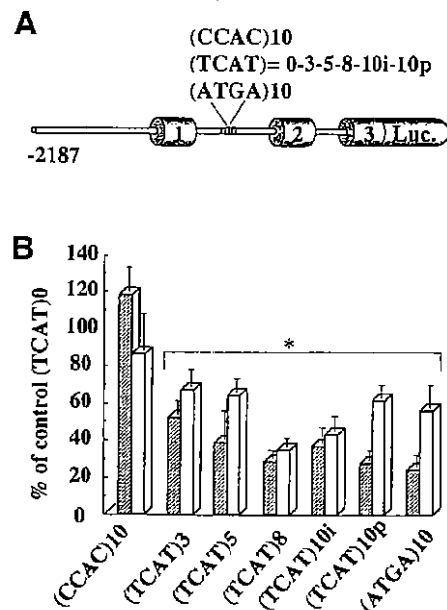 A
(CCAC)10
(TCAT)= 0-3-5-8-10i-10p
(ATGA)10
1 2 3 Luc.
-2187
B
% of control (TCAT)0
140
120
100
80
60
40
20
0
*
(CCAC)10
(TCAT)3
(TCAT)5
(TCAT)8
(TCAT)10i
(TCAT)10p
(ATGA)10